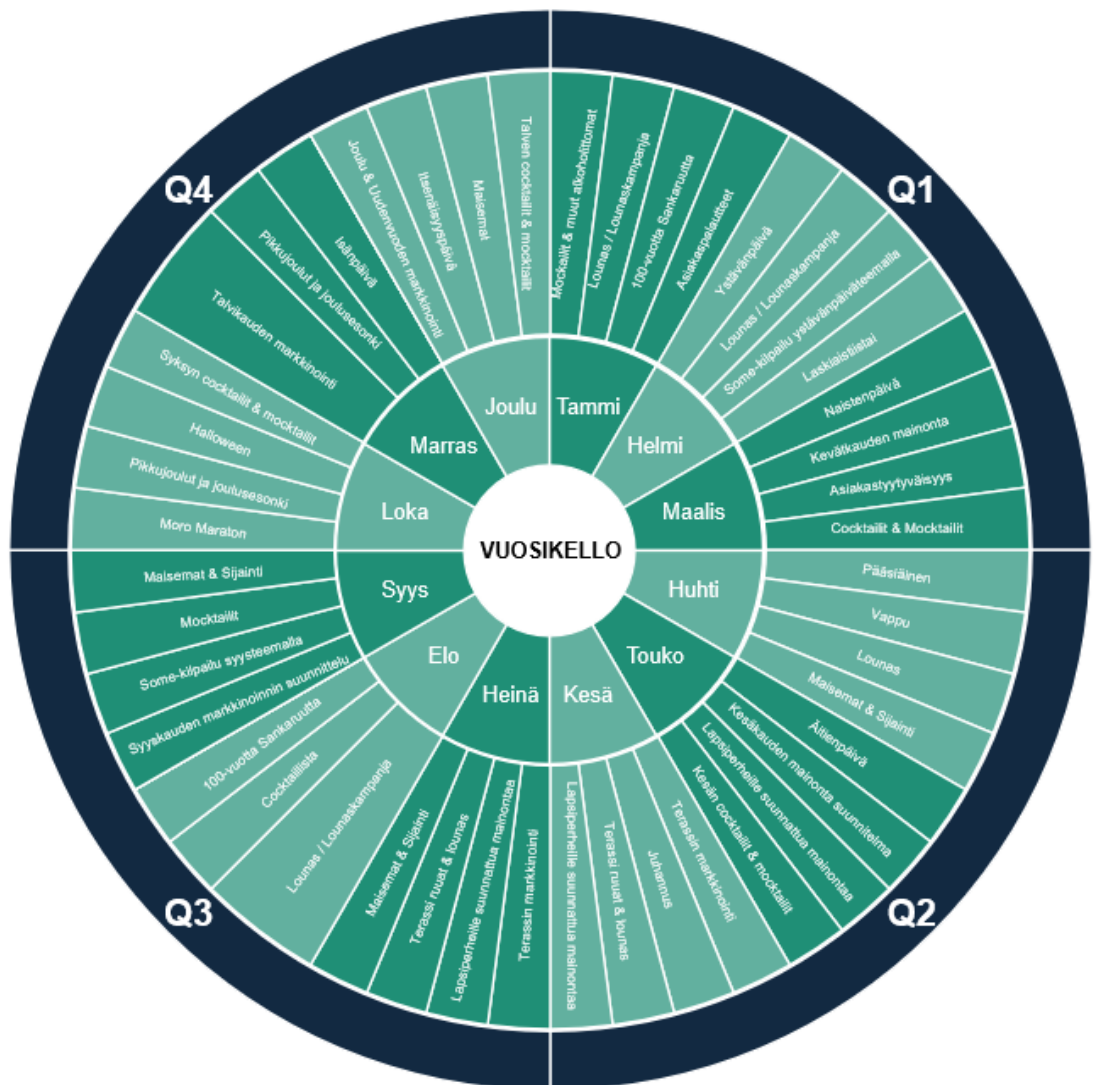 VUOSIKELLO
Q1
Tammi
Mockailit & muut alkoholittomat
Lounas / Lounaskampanja
100-vuotta Sankaruutta
Asiakaspalautteet
Helmi
Ystävänpäivä
Lounas / Lounaskampanja
Some-kilpailu ystävänpäiväteemalla
Laskiaistiistai
Maalis
Naistenpäivä
Kevätkauden mainonta
Asiakastyytyväisyys
Cocktailit & Mocktailit
Q2
Huhti
Pääsiäinen
Vappu
Lounas
Maisemat & Sijainti
Touko
Äitienpäivä
Kesäkauden mainonta suunnitelma
Lapsiperheille suunnattua mainontaa
Kesän cocktailit & mocktailit
Kesä
Terassin markkinointi
Juhannus
Terassi ruuat & lounas
Lapsiperheille suunnattua mainontaa
Q3
Heinä
Terassin markkinointi
Lapsiperheille suunnattua mainontaa
Terassi ruuat & lounas
Maisemat & Sijainti
Elo
Lounas / Lounaskampanja
Cocktaillista
100-vuotta Sankaruutta
Syys
Syyskauden markkinoinnin suunnittelu
Some-kilpailu syysteemalla
Mocktailit
Maisemat & Sijainti
Q4
Loka
Moro Maraton
Pikkujoulut ja joulusesonki
Halloween
Syksyn cocktailit & mocktailit
Marras
Talvikauden markkinointi
Pikkujoulut ja joulusesonki
Isänpäivä
Joulu
Joulu & Uudenvuoden markkinointi
Itsenäisyyspäivä
Maisemat
Talven cocktailit & mocktailit